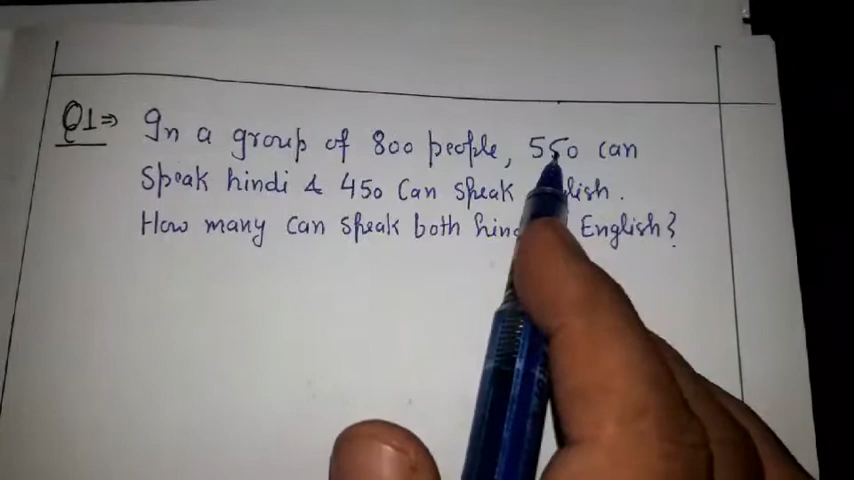 Q1⇒ In a group of 800 people, 550 can
Speak hindi & 450 Can speak
How many Can speak both English?